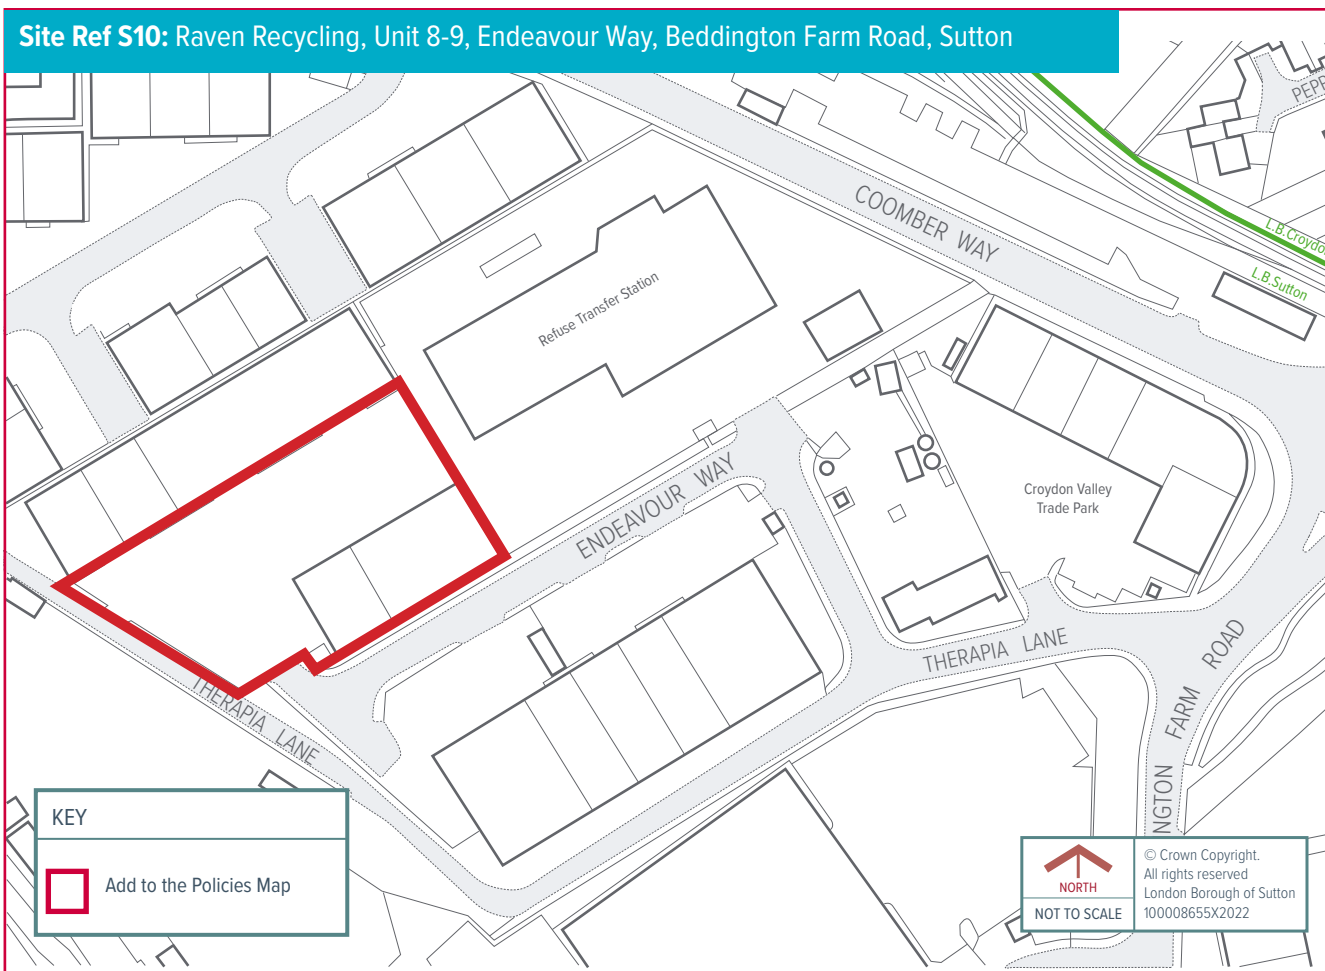 Site Ref S10: Raven Recycling, Unit 8-9, Endeavour Way, Beddington Farm Road, Sutton
COOMBER WAY
L.B.Sutton
Refuse Transfer Station
ENDEAVOUR WAY
Croydon Valley
Trade Park
THERAPIA LANE
THERAPIA LANE
FARM ROAD
KEY
Add to the Policies Map
NORTH
NOT TO SCALE
© Crown Copyright.
All rights reserved
London Borough of Sutton
100008655X2022